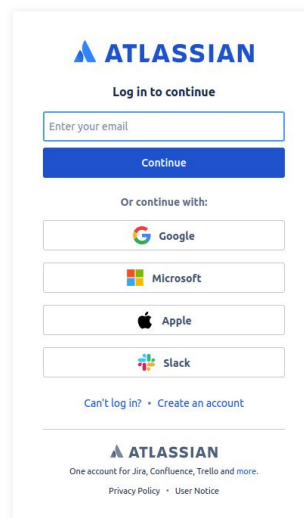 ATLASSIAN
Log in to continue
Enter your email
Continue
Or continue with:
Google
Microsoft
Apple
Slack
Can't log in? • Create an account
ATLASSIAN
One account for Jira, Confluence, Trello and more.
Privacy Policy • User Notice